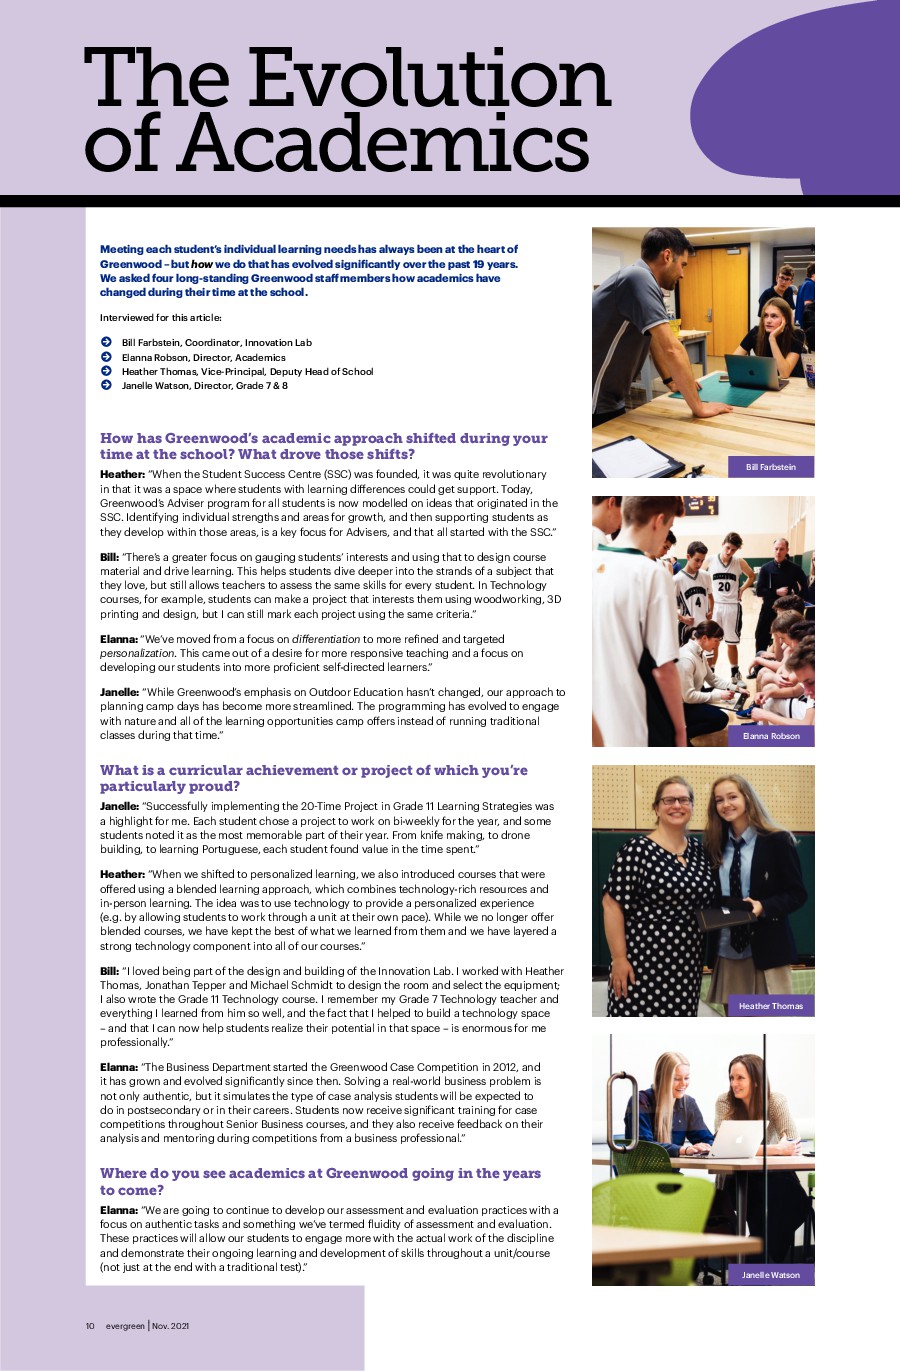 The Evolution
of Academics
Meeting each student's individual learning needs has always been at the heart of
Greenwood – but how we do that has evolved significantly over the past 19 years.
We asked four long-standing Greenwood staff members how academics have
changed during their time at the school.
Interviewed for this article:
Bill Farbstein, Coordinator, Innovation Lab
Elanna Robson, Director, Academics
Heather Thomas, Vice-Principal, Deputy Head of School
Janelle Watson, Director, Grade 7 & 8
How has Greenwood's academic approach shifted during your
time at the school? What drove those shifts?
Heather: "When the Student Success Centre (SSC) was founded, it was quite revolutionary
in that it was a space where students with learning differences could get support. Today,
Greenwood's Adviser program for all students is now modelled on ideas that originated in the
SSC. Identifying individual strengths and areas for growth, and then supporting students as
they develop within those areas, is a key focus for Advisers, and that all started with the SSC."
Bill: "There's a greater focus on gauging students' interests and using that to design course
material and drive learning. This helps students dive deeper into the strands of a subject that
they love, but still allows teachers to assess the same skills for every student. In Technology
courses, for example, students can make a project that interests them using woodworking, 3D
printing and design, but I can still mark each project using the same criteria."
Elanna: "We've moved from a focus on differentiation to more refined and targeted
personalization. This came out of a desire for more responsive teaching and a focus on
developing our students into more proficient self-directed learners."
Janelle: "While Greenwood's emphasis on Outdoor Education hasn't changed, our approach to
planning camp days has become more streamlined. The programming has evolved to engage
with nature and all of the learning opportunities camp offers instead of running traditional
classes during that time."
What is a curricular achievement or project of which you're
particularly proud?
Janelle: "Successfully implementing the 20-Time Project in Grade 11 Learning Strategies was
a highlight for me. Each student chose a project to work on bi-weekly for the year, and some
students noted it as the most memorable part of their year. From knife making, to drone
building, to learning Portuguese, each student found value in the time spent."
Heather: "When we shifted to personalized learning, we also introduced courses that were
offered using a blended learning approach, which combines technology-rich resources and
in-person learning. The idea was to use technology to provide a personalized experience
(e.g. by allowing students to work through a unit at their own pace). While we no longer offer
blended courses, we have kept the best of what we learned from them and we have layered a
strong technology component into all of our courses."
Bill: "I loved being part of the design and building of the Innovation Lab. I worked with Heather
Thomas, Jonathan Tepper and Michael Schmidt to design the room and select the equipment;
I also wrote the Grade 11 Technology course. I remember my Grade 7 Technology teacher and
everything I learned from him so well, and the fact that I helped to build a technology space
– and that I can now help students realize their potential in that space – is enormous for me
professionally."
Elanna: "The Business Department started the Greenwood Case Competition in 2012, and
it has grown and evolved significantly since then. Solving a real-world business problem is
not only authentic, but it simulates the type of case analysis students will be expected to
do in postsecondary or in their careers. Students now receive significant training for case
competitions throughout Senior Business courses, and they also receive feedback on their
analysis and mentoring during competitions from a business professional."
Where do you see academics at Greenwood going in the years
to come?
Elanna: "We are going to continue to develop our assessment and evaluation practices with a
focus on authentic tasks and something we've termed fluidity of assessment and evaluation.
These practices will allow our students to engage more with the actual work of the discipline
and demonstrate their ongoing learning and development of skills throughout a unit/course
(not just at the end with a traditional test)."
Bill Farbstein
4
20
Elanna Robson
Heather Thomas
Janelle Watson
10 evergreen | Nov. 2021